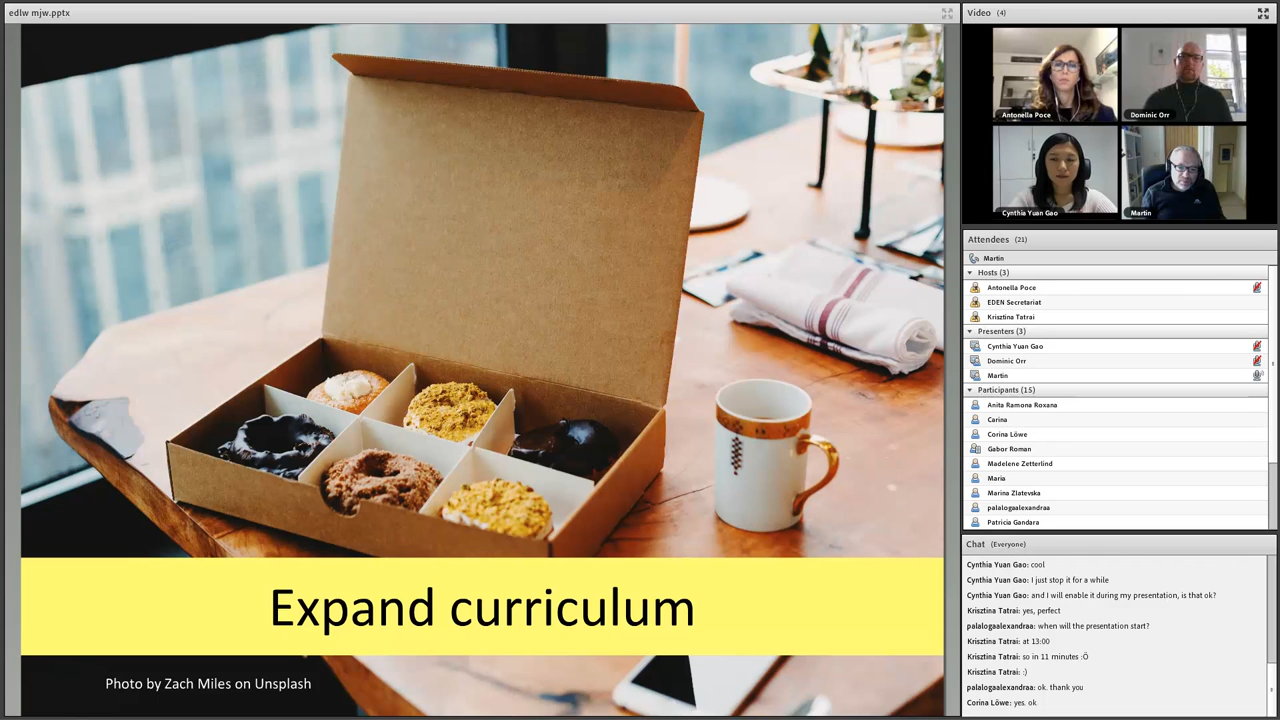 edlw mjw.pptx
Expand curriculum
Photo by Zach Miles on Unsplash
Video (4)
Antonella Poce
Dominic Orr
Cynthia Yuan Gao
Martin
Attendees (21)
Martin
Hosts (3)
Antonella Poce
EDEN Secretariat
Krisztina Tatrai
Presenters (3)
Cynthia Yuan Gao
Dominic Orr
Martin
Participants (15)
Anita Ramona Roxana
Carina
Corina Löwe
Gabor Roman
Madelene Zetterlind
Maria
Marina Zlatevska
palalogaalexandraa
Patricia Gandara
Chat (Everyone)
Cynthia Yuan Gao: cool
Cynthia Yuan Gao: I just stop it for a while
Cynthia Yuan Gao: and I will enable it during my presentation, is that ok?
Krisztina Tatrai: yes, perfect
palalogaalexandraa: when will the presentation start?
Krisztina Tatrai: at 13:00
Krisztina Tatrai: so in 11 minutes :Ö
Krisztina Tatrai: :)
palalogaalexandraa: ok. thank you
Corina Löwe: yes. ok